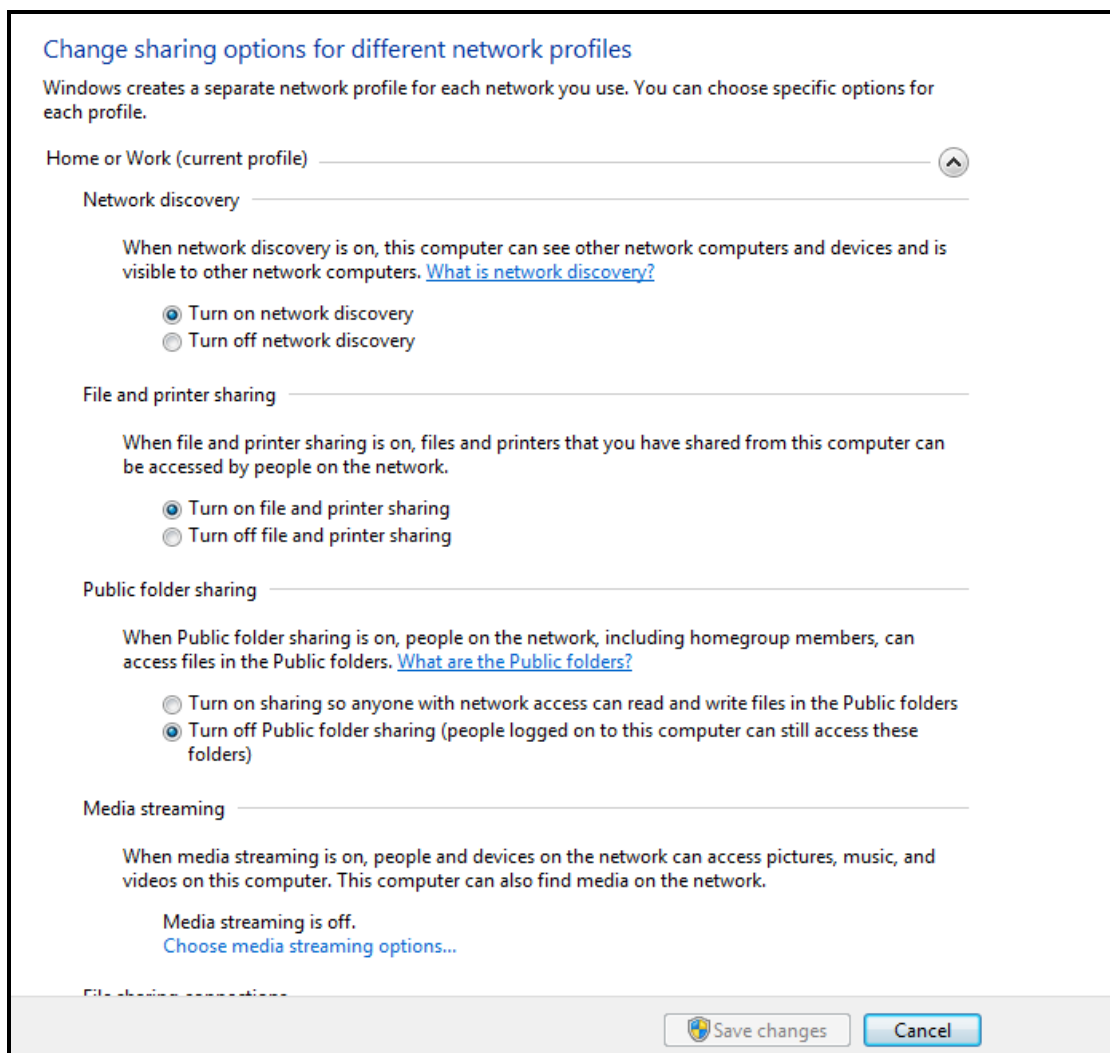 Change sharing options for different network profiles
Windows creates a separate network profile for each network you use. You can choose specific options for
each profile.
Home or Work (current profile)
Network discovery
When network discovery is on, this computer can see other network computers and devices and is
visible to other network computers. What is network discovery?
Turn on network discovery
Turn off network discovery
File and printer sharing
When file and printer sharing is on, files and printers that you have shared from this computer can
be accessed by people on the network.
Turn on file and printer sharing
Turn off file and printer sharing
Public folder sharing
When Public folder sharing is on, people on the network, including homegroup members, can
access files in the Public folders. What are the Public folders?
Turn on sharing so anyone with network access can read and write files in the Public folders
Turn off Public folder sharing (people logged on to this computer can still access these
folders)
Media streaming
When media streaming is on, people and devices on the network can access pictures, music, and
videos on this computer. This computer can also find media on the network.
Media streaming is off.
Choose media streaming options...
File sharing connections
Save changes
Cancel